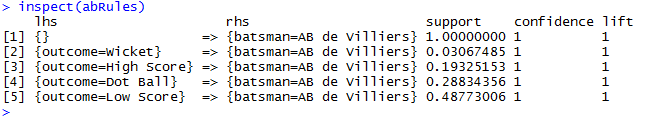 > inspect(abRules)
    lhs                     rhs                      support    confidence lift
[1] {}                   => {batsman=AB de Villiers} 1.00000000 1          1
[2] {outcome=Wicket}     => {batsman=AB de Villiers} 0.03067485 1          1
[3] {outcome=High Score} => {batsman=AB de Villiers} 0.19325153 1          1
[4] {outcome=Dot Ball}   => {batsman=AB de Villiers} 0.28834356 1          1
[5] {outcome=Low Score}  => {batsman=AB de Villiers} 0.48773006 1          1
>